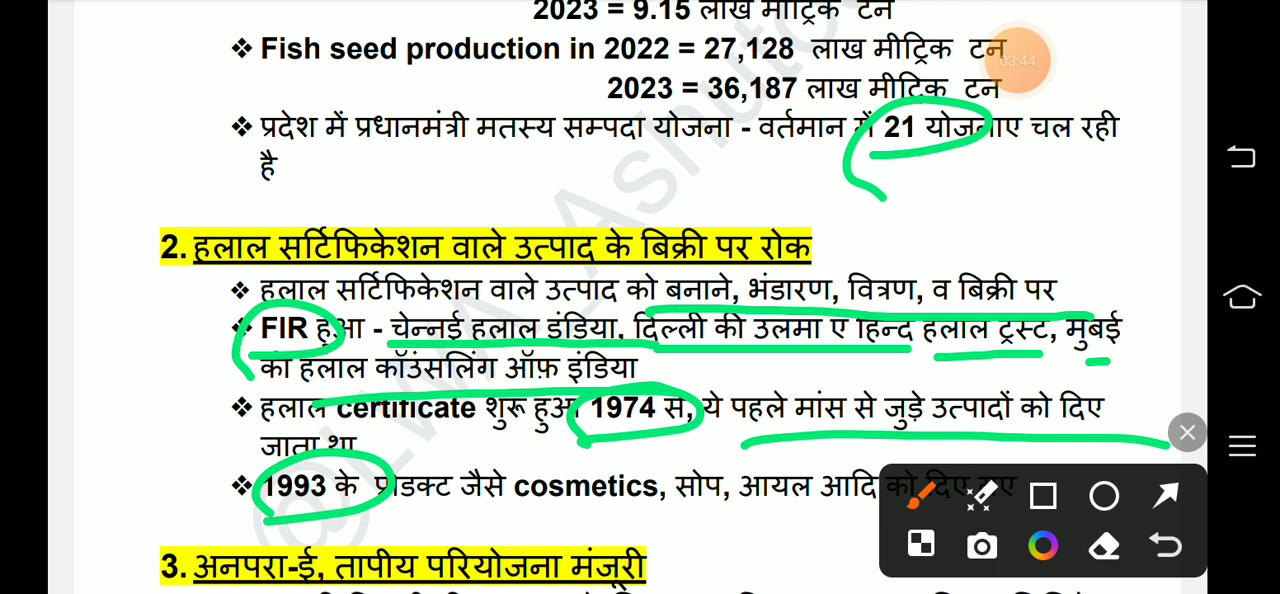 2023 = 9.15 लाख मीट्रिक टन
❖ Fish seed production in 2022 = 27,128 लाख मीट्रिक टन
2023 = 36,187 लाख मीट्रिक टन
❖ प्रदेश में प्रधानमंत्री मतस्य सम्पदा योजना - वर्तमान में 21 योजनाए चल रही
है
2. हलाल सर्टिफिकेशन वाले उत्पाद के बिक्री पर रोक
❖ हलाल सर्टिफिकेशन वाले उत्पाद को बनाने, भंडारण, वित्रण, व बिक्री पर
❖ FIR हुआ - चेन्नई हलाल इंडिया, दिल्ली की उलमा ए हिन्द हलाल ट्रस्ट, मुंबई
की हलाल कॉउंसलिंग ऑफ़ इंडिया
❖ हलाल certificate शुरू हुआ 1974 से, ये पहले मांस से जुड़े उत्पादों को दिए
जाता था
❖ 1993 के प्रोडक्ट जैसे cosmetics, सोप, आयल आदि को दिए गए
3. अनपरा-ई, तापीय परियोजना मंजूरी
03:44